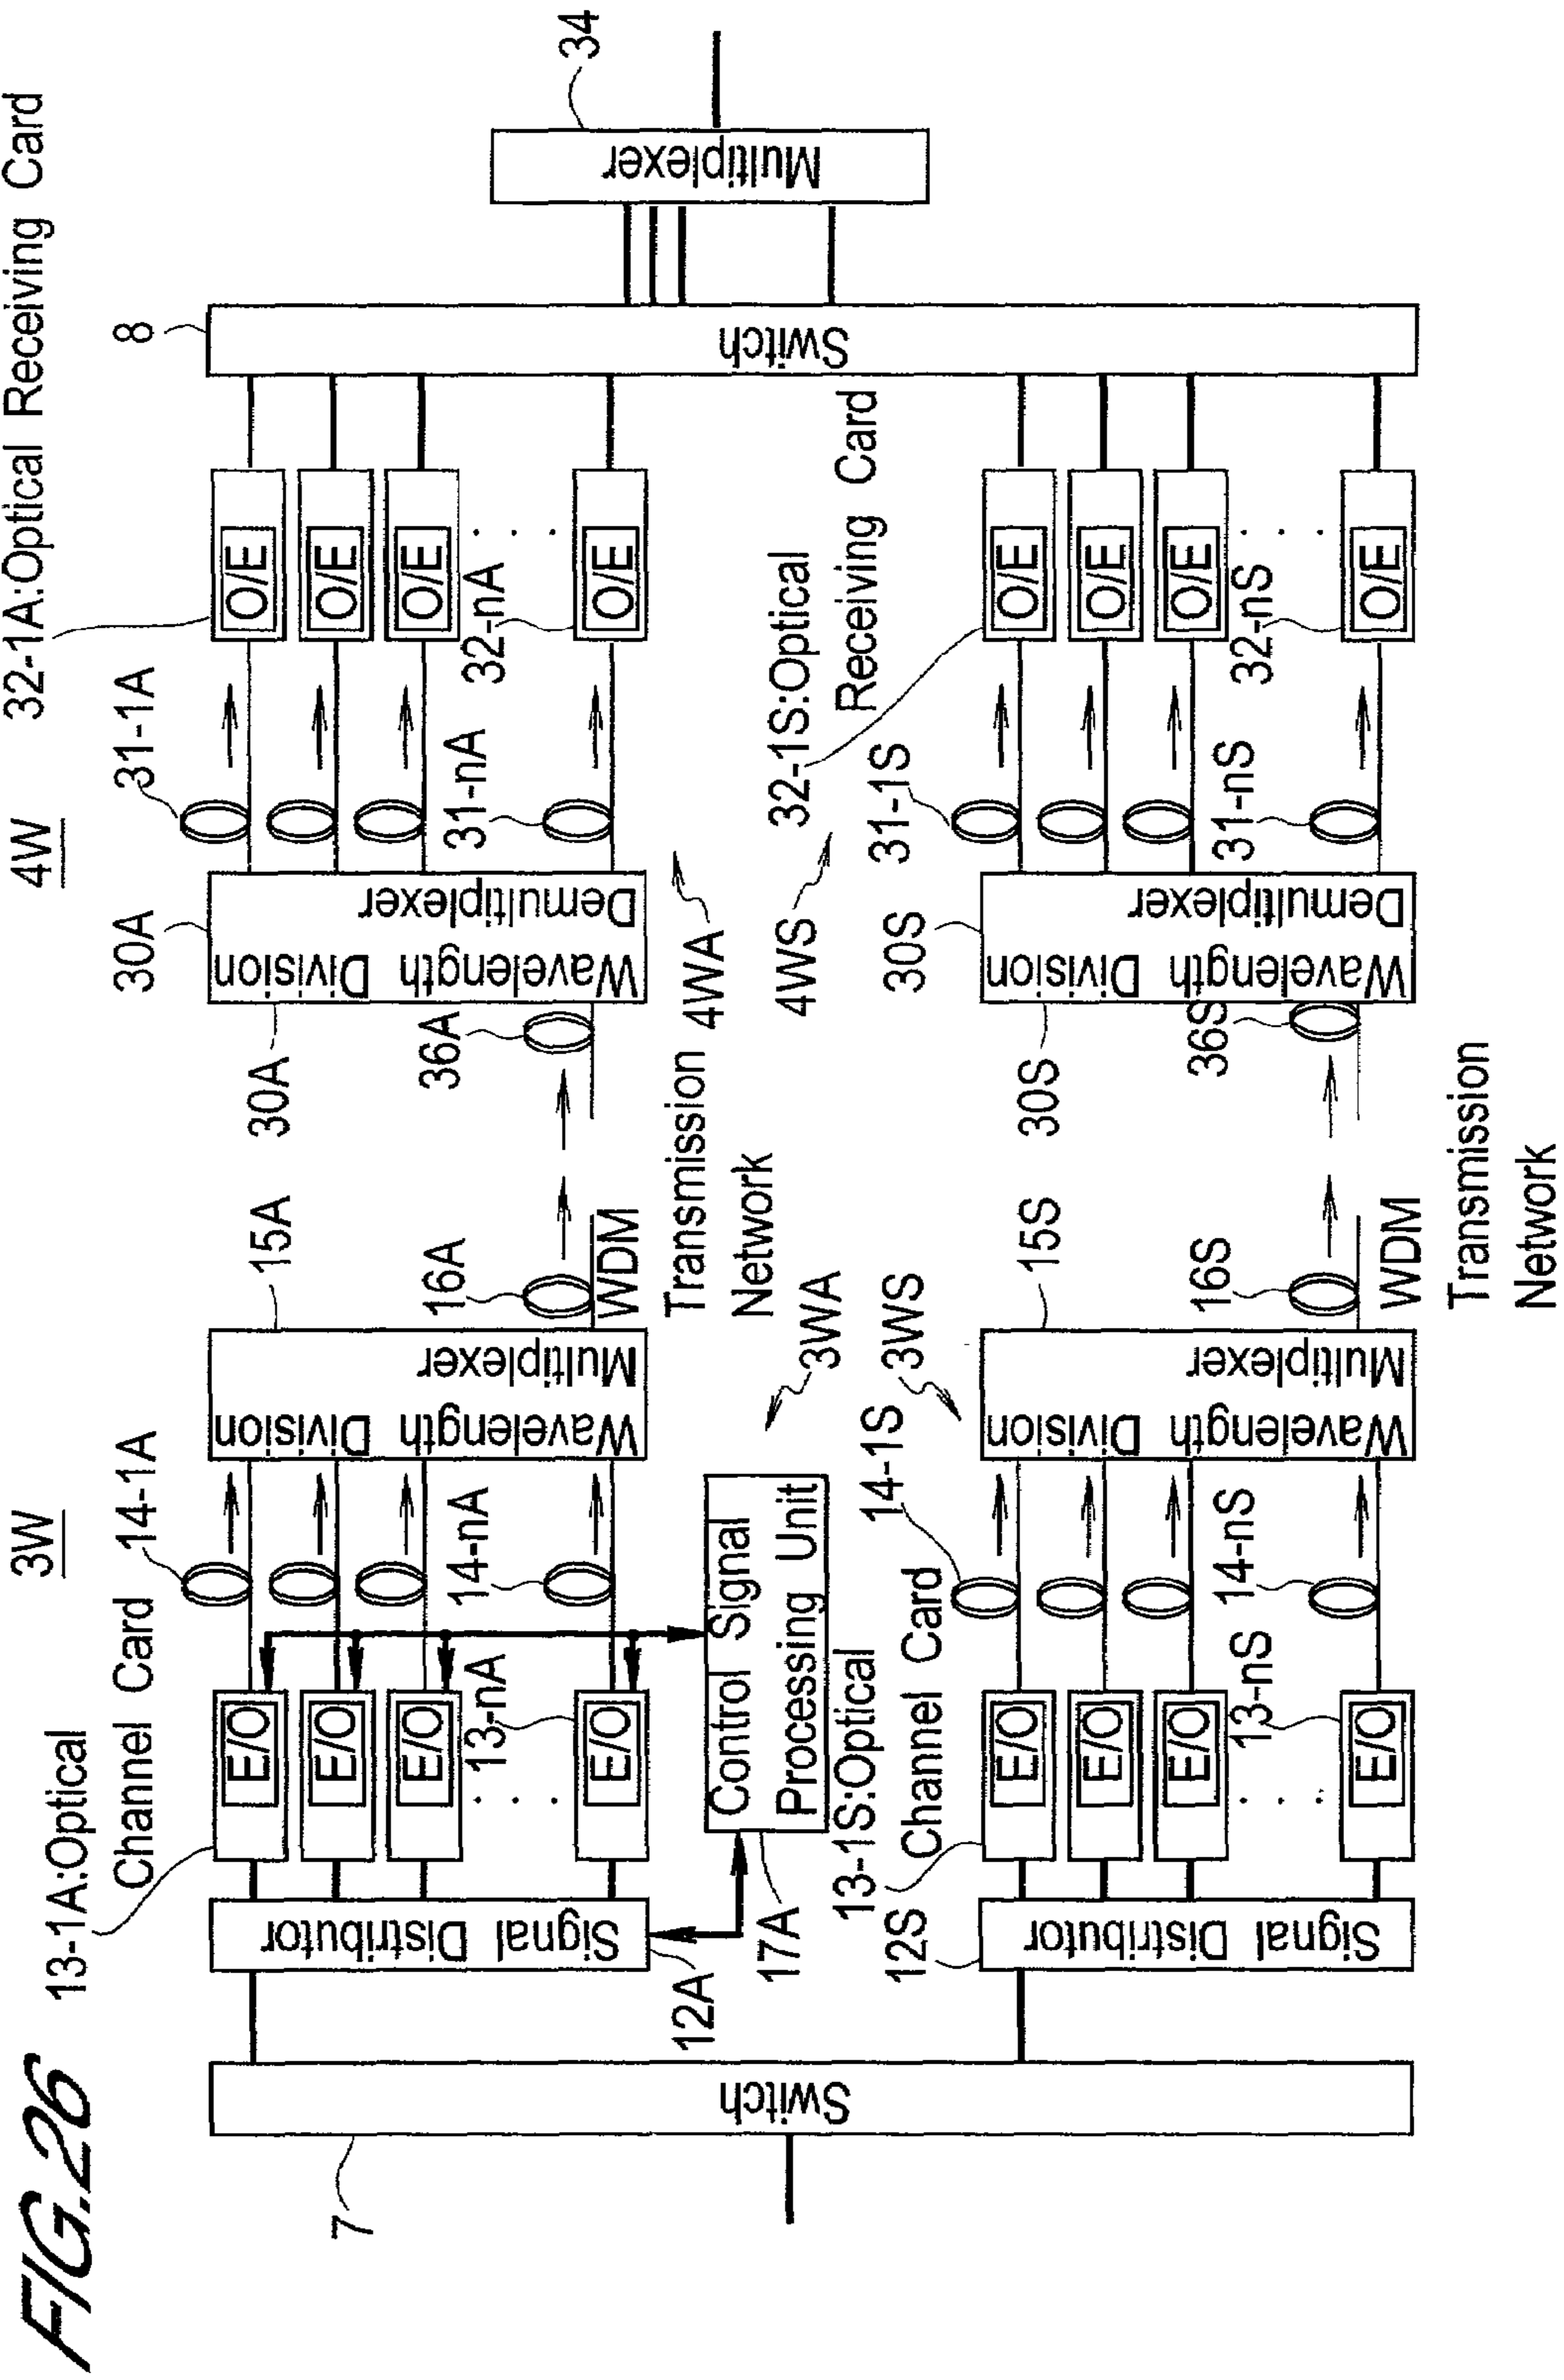 FIG.26
3W
4W
13-1A:Optical
Channel Card
14-1A
15A
30A
30A
31-1A
32-1A:Optical Receiving Card
7
8
34
Switch
Signal Distributor
E/O
E/O
E/O
. . .
E/O
13-nA
14-nA
Wavelength Division
Multiplexer
16A
WDM
Transmission
Network
36A
Wavelength Division
Demultiplexer
31-nA
O/E
O/E
O/E
. . .
O/E
32-nA
Switch
Multiplexer
12A
17A
Control Signal
Processing Unit
3WA
4WA
3WS
4WS
12S
13-1S:Optical
Channel Card
14-1S
15S
30S
30S
31-1S
32-1S:Optical
Receiving Card
Signal Distributor
E/O
E/O
E/O
. . .
E/O
13-nS
14-nS
Wavelength Division
Multiplexer
16S
WDM
Transmission
Network
36S
Wavelength Division
Demultiplexer
31-nS
O/E
O/E
O/E
. . .
O/E
32-nS